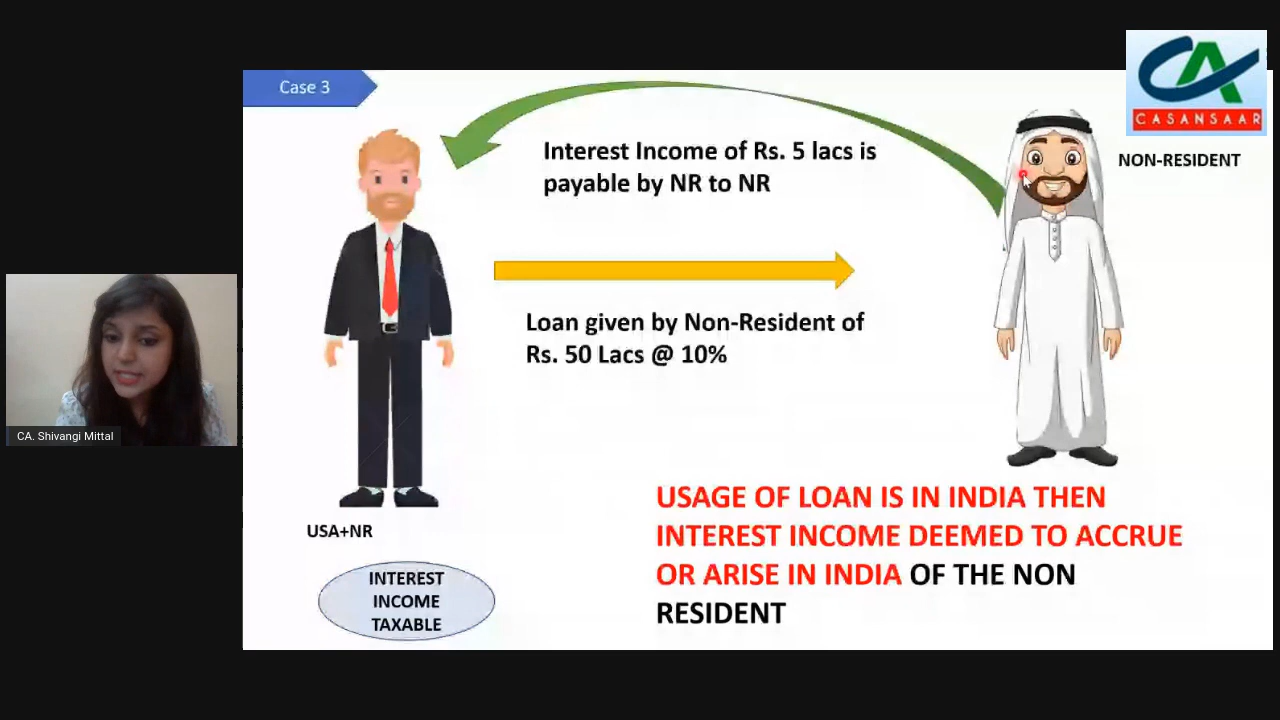 Case 3
CA
CASANSAAR
Interest Income of Rs. 5 lacs is
payable by NR to NR
NON-RESIDENT
Loan given by Non-Resident of
Rs. 50 Lacs @ 10%
CA. Shivangi Mittal
USAGE OF LOAN IS IN INDIA THEN
INTEREST INCOME DEEMED TO ACCRUE
OR ARISE IN INDIA OF THE NON
RESIDENT
USA+NR
INTEREST
INCOME
TAXABLE